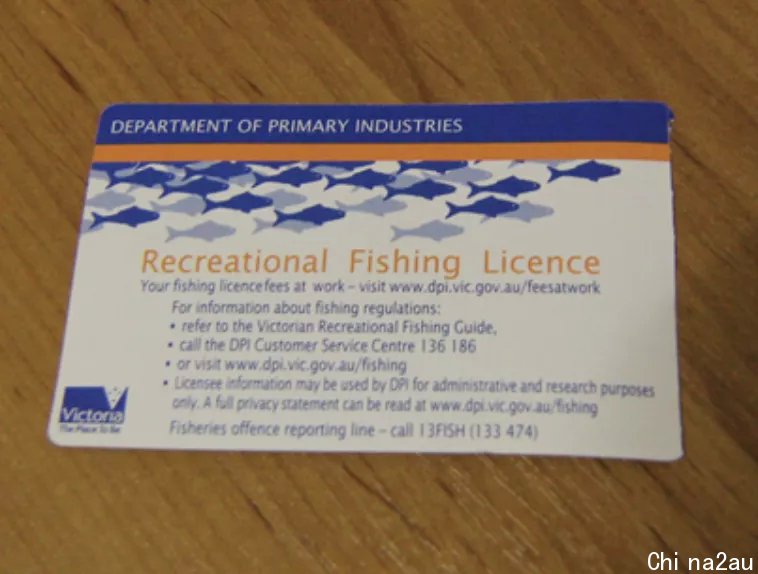 DEPARTMENT OF PRIMARY INDUSTRIES
Recreational Fishing Licence
Your fishing licence fees at work – visit www.dpi.vic.gov.au/feesatwork
For information about fishing regulations:
• refer to the Victorian Recreational Fishing Guide,
• call the DPI Customer Service Centre 136 186
• or visit www.dpi.vic.gov.au/fishing
• Licensee information may be used by DPI for administrative and research purposes
only. A full privacy statement can be read at www.dpi.vic.gov.au/fishing
Victoria
The Place To Be
Fisheries offence reporting line – call 13FISH (133 474)
Chi na2au